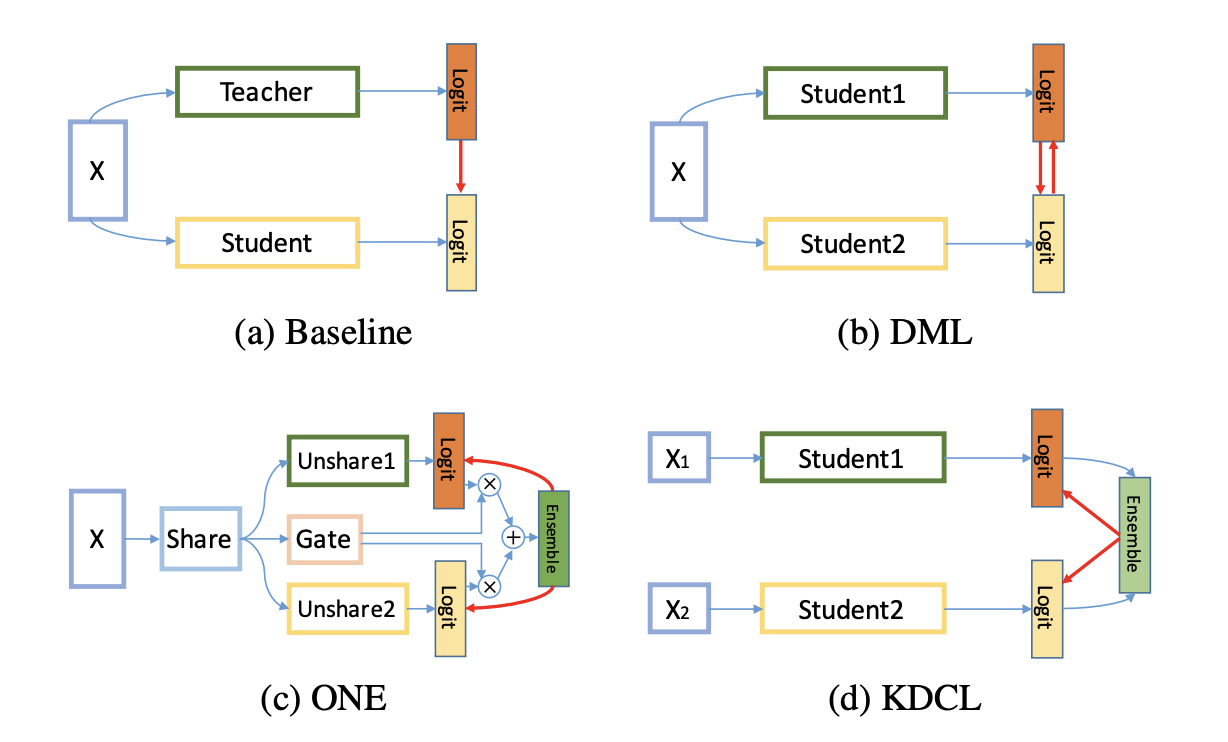 Teacher
Logit
X
Student
Logit
(a) Baseline
Student1
Logit
X
Student2
Logit
(b) DML
Unshare1
Logit
×
X
Share
Gate
+
Ensemble
×
Unshare2
Logit
(c) ONE
X1
Student1
Logit
Ensemble
X2
Student2
Logit
(d) KDCL